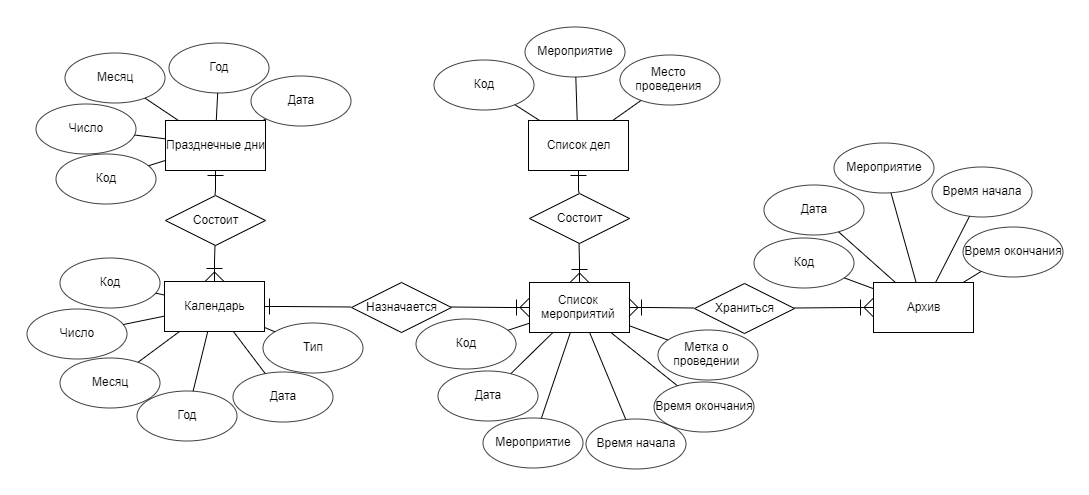 Месяц
Год
Дата
Число
Праздничные дни
Код
Состоит
Код
Число
Календарь
Месяц
Год
Дата
Тип
Назначается
Код
Мероприятие
Место
проведения
Список дел
Состоит
Список
мероприятий
Код
Дата
Мероприятие
Время начала
Время окончания
Метка о
проведении
Храниться
Код
Дата
Мероприятие
Время начала
Время окончания
Архив